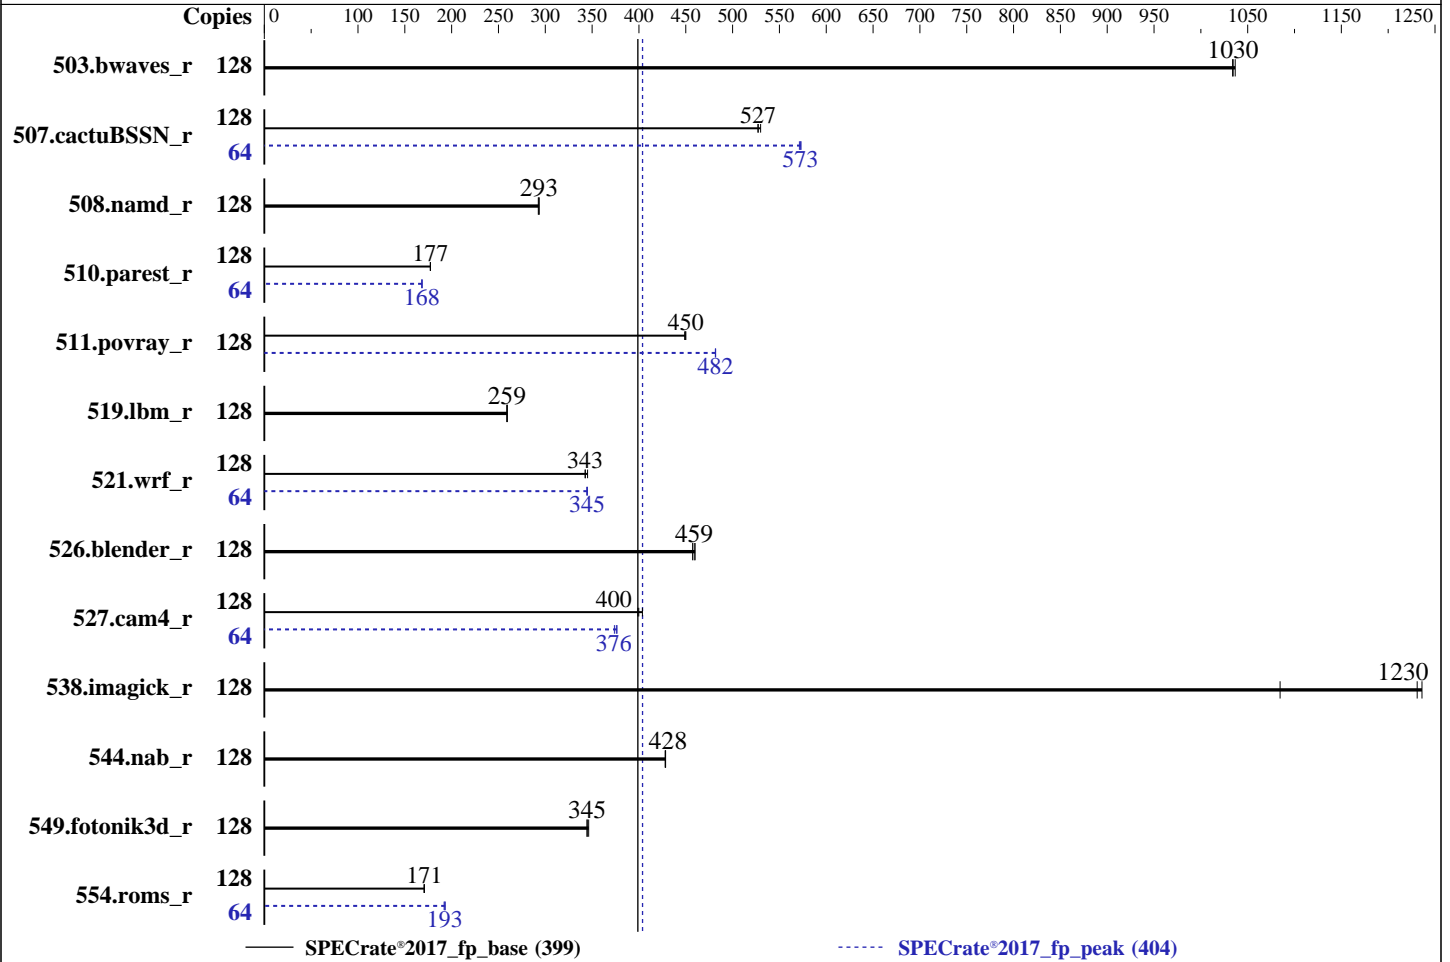 Copies 0 100 150 200 250 300 350 400 450 500 550 600 650 700 750 800 850 900 950 1050 1150 1250
503.bwaves_r 128 1030
507.cactuBSSN_r 128 527
64 573
508.namd_r 128 293
510.parest_r 128 177
64 168
511.povray_r 128 450
482
519.lbm_r 128 259
521.wrf_r 128 343
64 345
526.blender_r 128 459
527.cam4_r 128 400
64 376
538.imagick_r 128 1230
544.nab_r 128 428
549.fotonik3d_r 128 345
554.roms_r 128 171
64 193
SPECrate®2017_fp_base (399) SPECrate®2017_fp_peak (404)